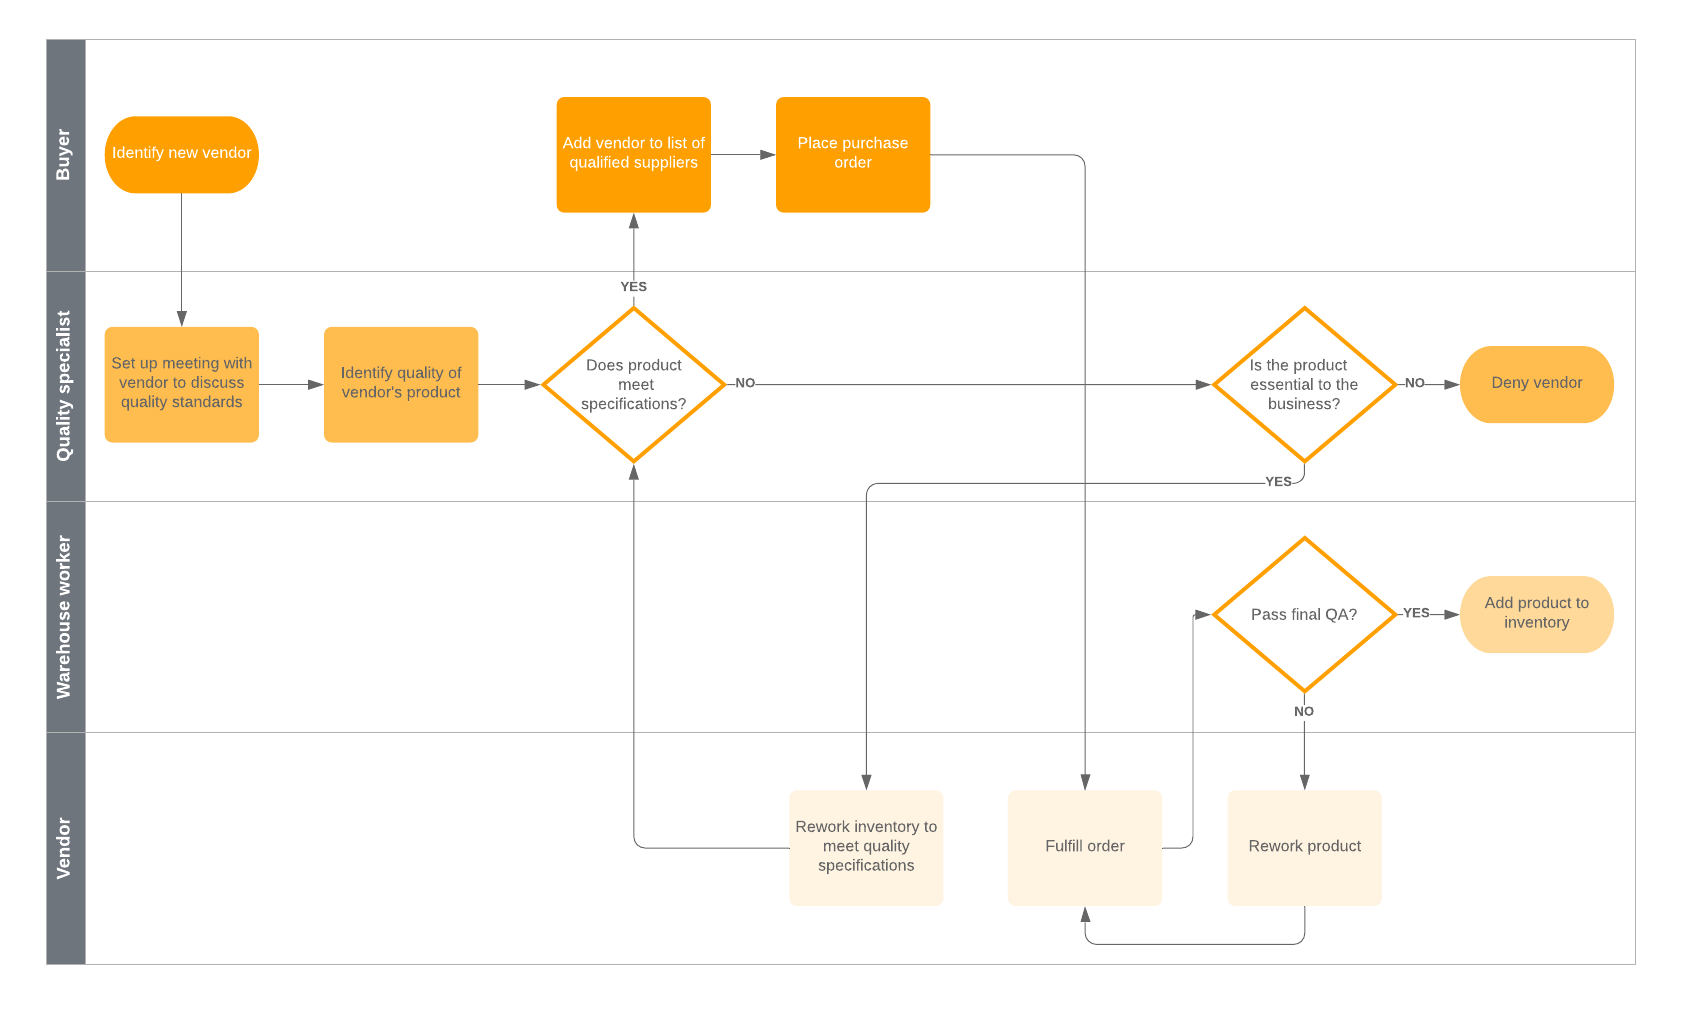 Buyer
Identify new vendor
Add vendor to list of
qualified suppliers
Place purchase
order
YES
Quality specialist
Set up meeting with
vendor to discuss
quality standards
Identify quality of
vendor's product
Does product
meet
specifications?
NO
Is the product
essential to the
business?
NO
Deny vendor
YES
Warehouse worker
Pass final QA?
YES
Add product to
inventory
NO
Vendor
Rework inventory to
meet quality
specifications
Fulfill order
Rework product